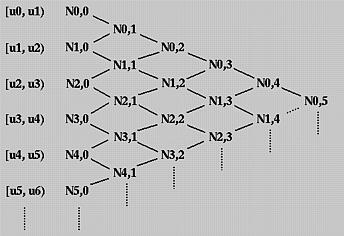 [u0, u1) N0,0
N0,1
[u1, u2) N1,0 N0,2
N1,1 N0,3
[u2, u3) N2,0 N1,2 N0,4
N2,1 N1,3 N0,5
[u3, u4) N3,0 N2,2 N1,4
N3,1 N2,3
[u4, u5) N4,0 N3,2
N4,1
[u5, u6) N5,0